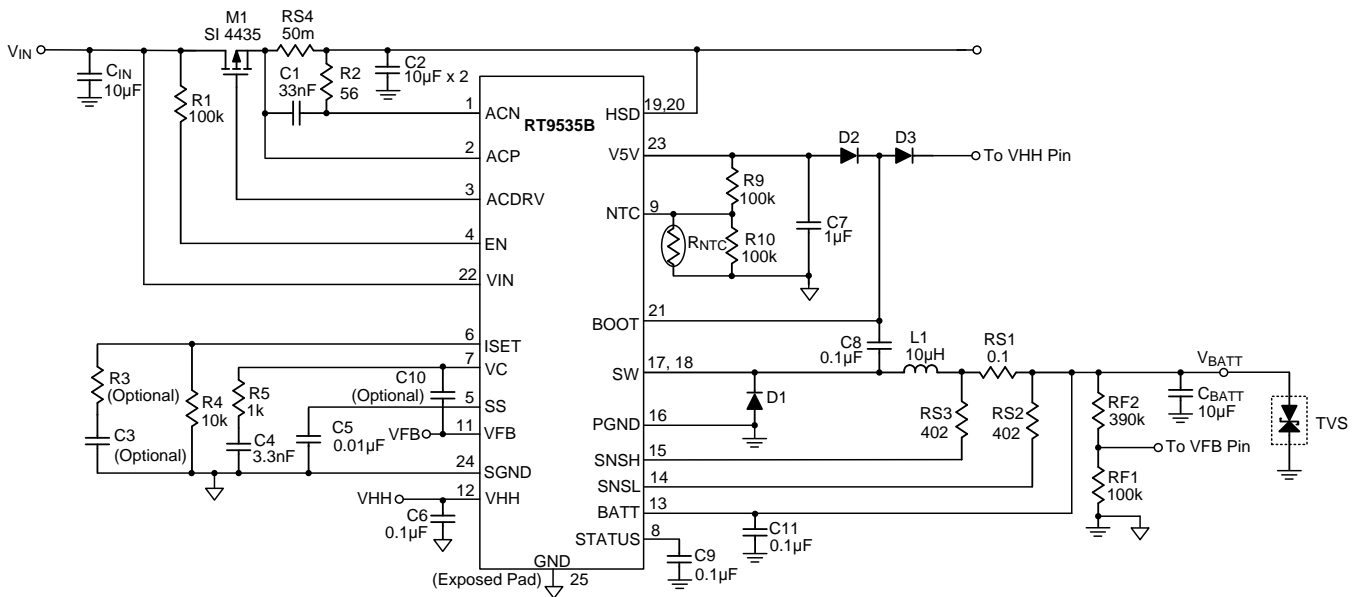 M1
SI 4435
RS4
50m
VIN
CIN
10µF
R1
100k
C1
33nF
R2
56
C2
10µF x 2
RT9535B
1
ACN
2
ACP
3
ACDRV
4
EN
22
VIN
6
ISET
7
VC
5
SS
11
VFB
24
SGND
12
VHH
GND
(Exposed Pad)
25
19,20
HSD
23
V5V
9
NTC
21
BOOT
17, 18
SW
16
PGND
15
SNSH
14
SNSL
13
BATT
8
STATUS
D2
D3
To VHH Pin
R9
100k
RNTC
R10
100k
C7
1µF
C8
0.1µF
L1
10µH
RS1
0.1
D1
RS3
402
RS2
402
VBATT
RF2
390k
CBATT
10µF
TVS
To VFB Pin
RF1
100k
C11
0.1µF
C9
0.1µF
R3
(Optional)
C3
(Optional)
R4
10k
R5
1k
C4
3.3nF
C5
0.01µF
C10
(Optional)
VFB
VHH
C6
0.1µF